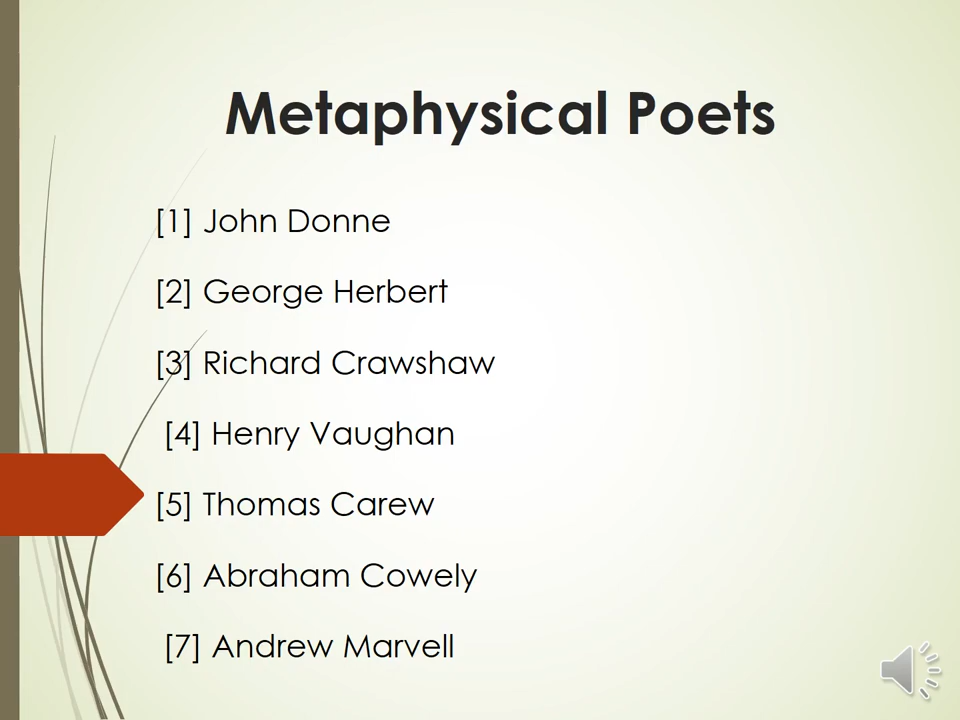 Metaphysical Poets
[1] John Donne
[2] George Herbert
[3] Richard Crawshaw
[4] Henry Vaughan
[5] Thomas Carew
[6] Abraham Cowely
[7] Andrew Marvell